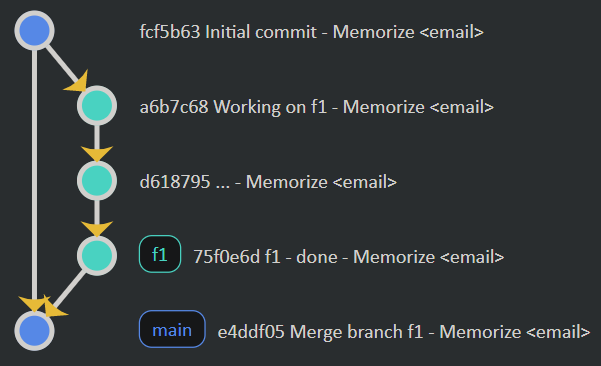 fcf5b63 Initial commit - Memorize <email>
a6b7c68 Working on f1 - Memorize <email>
d618795 ... - Memorize <email>
f1 75f0e6d f1 - done - Memorize <email>
main e4ddf05 Merge branch f1 - Memorize <email>